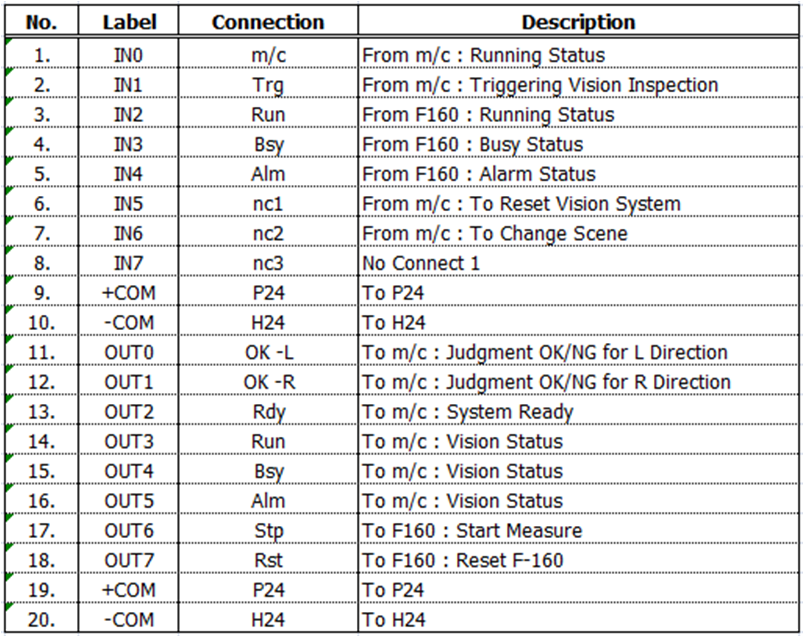 No. Label Connection Description
1. IN0 m/c From m/c : Running Status
2. IN1 Trg From m/c : Triggering Vision Inspection
3. IN2 Run From F160 : Running Status
4. IN3 Bsy From F160 : Busy Status
5. IN4 Alm From F160 : Alarm Status
6. IN5 nc1 From m/c : To Reset Vision System
7. IN6 nc2 From m/c : To Change Scene
8. IN7 nc3 No Connect 1
9. +COM P24 To P24
10. -COM H24 To H24
11. OUT0 OK -L To m/c : Judgment OK/NG for L Direction
12. OUT1 OK -R To m/c : Judgment OK/NG for R Direction
13. OUT2 Rdy To m/c : System Ready
14. OUT3 Run To m/c : Vision Status
15. OUT4 Bsy To m/c : Vision Status
16. OUT5 Alm To m/c : Vision Status
17. OUT6 Stp To F160 : Start Measure
18. OUT7 Rst To F160 : Reset F-160
19. +COM P24 To P24
20. -COM H24 To H24